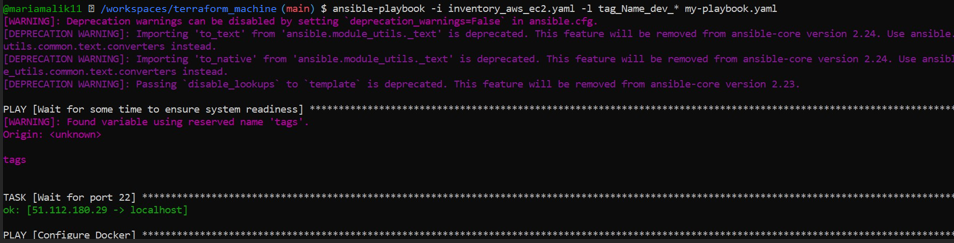 @mariamalik11 /workspaces/terraform_machine (main) $ ansible-playbook -i inventory_aws_ec2.yaml -l tag_Name_dev_* my-playbook.yaml
[WARNING]: Deprecation warnings can be disabled by setting `deprecation_warnings=False` in ansible.cfg.
[DEPRECATION WARNING]: Importing 'to_text' from 'ansible.module_utils._text' is deprecated. This feature will be removed from ansible-core version 2.24. Use ansible.
utils.common.text.converters instead.
[DEPRECATION WARNING]: Importing 'to_native' from 'ansible.module_utils._text' is deprecated. This feature will be removed from ansible-core version 2.24. Use ansibl
e_utils.common.text.converters instead.
[DEPRECATION WARNING]: Passing `disable_lookups` to `template` is deprecated. This feature will be removed from ansible-core version 2.23.
PLAY [Wait for some time to ensure system readiness] ****************************************************************************************************
[WARNING]: Found variable using reserved name 'tags'.
Origin: <unknown>
tags
TASK [Wait for port 22] ****************************************************************************************************************************************
ok: [51.112.180.29 -> localhost]
PLAY [Configure Docker] ****************************************************************************************************************************************